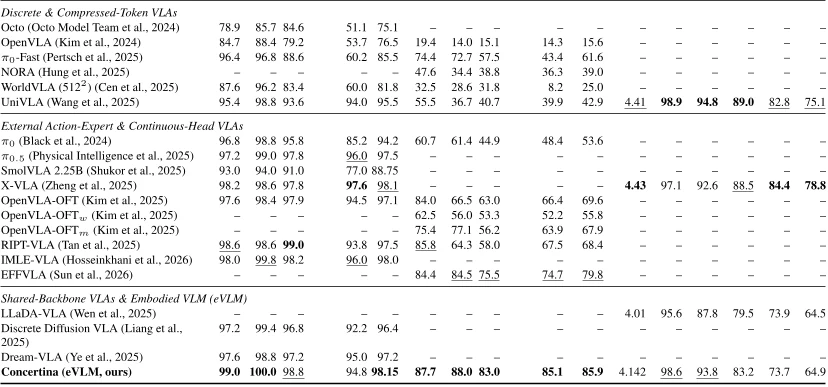 Discrete & Compressed-Token VLAs
Octo (Octo Model Team et al., 2024) 78.9 85.7 84.6 51.1 75.1 – – – – – – – – – – –
OpenVLA (Kim et al., 2024) 84.7 88.4 79.2 53.7 76.5 19.4 14.0 15.1 14.3 15.6 – – – – – –
π0-Fast (Pertsch et al., 2025) 96.4 96.8 88.6 60.2 85.5 74.4 72.7 57.5 43.4 61.6 – – – – – –
NORA (Hung et al., 2025) – – – – – 47.6 34.4 38.8 36.3 39.0 – – – – – –
WorldVLA (512²) (Cen et al., 2025) 87.6 96.2 83.4 60.0 81.8 32.5 28.6 31.8 8.2 25.0 – – – – – –
UniVLA (Wang et al., 2025) 95.4 98.8 93.6 94.0 95.5 55.5 36.7 40.7 39.9 42.9 4.41 98.9 94.8 89.0 82.8 75.1
External Action-Expert & Continuous-Head VLAs
π0 (Black et al., 2024) 96.8 98.8 95.8 85.2 94.2 60.7 61.4 44.9 48.4 53.6 – – – – – –
π0.5 (Physical Intelligence et al., 2025) 97.2 99.0 97.8 96.0 97.5 – – – – – – – – – – –
SmolVLA 2.25B (Shukor et al., 2025) 93.0 94.0 91.0 77.0 88.75 – – – – – – – – – – –
X-VLA (Zheng et al., 2025) 98.2 98.6 97.8 97.6 98.1 – – – – – 4.43 97.1 92.6 88.5 84.4 78.8
OpenVLA-OFT (Kim et al., 2025) 97.6 98.4 97.9 94.5 97.1 84.0 66.5 63.0 66.4 69.6 – – – – – –
OpenVLA-OFTw (Kim et al., 2025) – – – – – 62.5 56.0 53.3 52.2 55.8 – – – – – –
OpenVLA-OFTm (Kim et al., 2025) – – – – – 75.4 77.1 56.2 63.9 67.9 – – – – – –
RIPT-VLA (Tan et al., 2025) 98.6 98.6 99.0 93.8 97.5 85.8 64.3 58.0 67.5 68.4 – – – – – –
IMLE-VLA (Hosseinkhani et al., 2026) 98.0 99.8 98.2 96.0 98.0 – – – – – – – – – – –
EFFVLA (Sun et al., 2026) 84.4 84.5 75.5 74.7 79.8 – – – – – –
Shared-Backbone VLAs & Embodied VLM (eVLM)
LLaDA-VLA (Wen et al., 2025) – – – – – – – – – – 4.01 95.6 87.8 79.5 73.9 64.5
Discrete Diffusion VLA (Liang et al., 97.2 99.4 96.8 92.2 96.4 – – – – – – – – – – –
2025)
Dream-VLA (Ye et al., 2025) 97.6 98.8 97.2 95.0 97.2 – – – – – – – – – – –
Concertina (eVLM, ours) 99.0 100.0 98.8 94.8 98.15 87.7 88.0 83.0 85.1 85.9 4.142 98.6 93.8 83.2 73.7 64.9